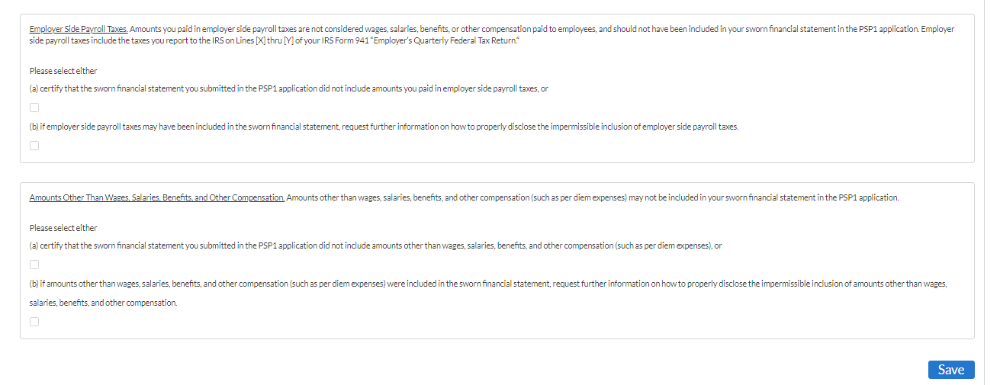 Employer Side Payroll Taxes. Amounts you paid in employer side payroll taxes are not considered wages, salaries, benefits, or other compensation paid to employees, and should not have been included in your sworn financial statement in the PSP1 application. Employer
side payroll taxes include the taxes you report to the IRS on Lines [X] thru [Y] of your IRS Form 941 "Employer's Quarterly Federal Tax Return."
Please select either
(a) certify that the sworn financial statement you submitted in the PSP1 application did not include amounts you paid in employer side payroll taxes, or
(b) if employer side payroll taxes may have been included in the sworn financial statement, request further information on how to properly disclose the impermissible inclusion of employer side payroll taxes.
Amounts Other Than Wages, Salaries, Benefits, and Other Compensation. Amounts other than wages, salaries, benefits, and other compensation (such as per diem expenses) may not be included in your sworn financial statement in the PSP1 application.
Please select either
(a) certify that the sworn financial statement you submitted in the PSP1 application did not include amounts other than wages, salaries, benefits, and other compensation (such as per diem expenses), or
(b) if amounts other than wages, salaries, benefits, and other compensation (such as per diem expenses) were included in the sworn financial statement, request further information on how to properly disclose the impermissible inclusion of amounts other than wages,
salaries, benefits, and other compensation.
Save